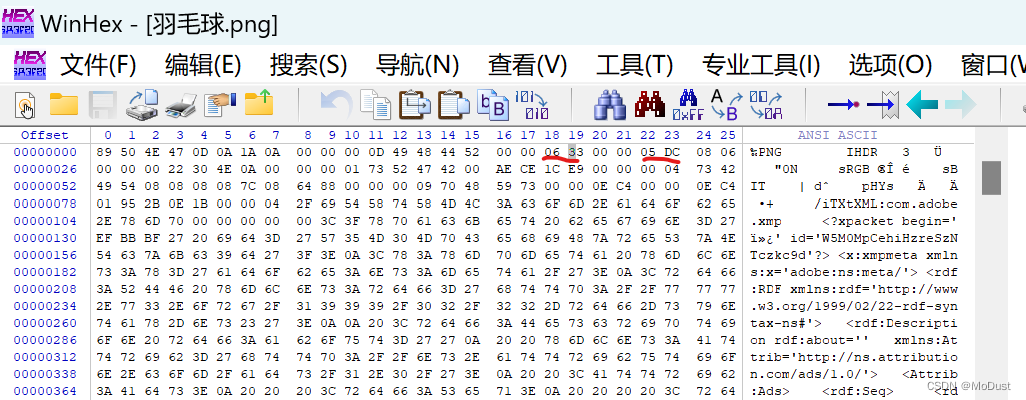 WinHex - [羽毛球.png]
文件(F) 编辑(E) 搜索(S) 导航(N) 查看(V) 工具(T) 专业工具(I) 选项(O) 窗口(W
Offset 0 1 2 3 4 5 6 7 8 9 10 11 12 13 14 15 16 17 18 19 20 21 22 23 24 25 ANSI ASCII
00000000 89 50 4E 47 0D 0A 1A 0A 00 00 00 0D 49 48 44 52 00 00 06 33 00 00 05 DC 08 06 ‰PNG IHDR 3 Ü
00000026 00 00 00 22 30 4E 0A 00 00 00 01 73 52 47 42 00 AE CE 1C E9 00 00 00 04 73 42 "0N sRGB ®Î é sB
00000052 49 54 08 08 08 08 7C 08 64 88 00 00 00 09 70 48 59 73 00 00 0E C4 00 00 0E C4 IT | dˆ pHYs Ä Ä
00000078 01 95 2B 0E 1B 00 00 04 2F 69 54 58 74 58 4D 4C 3A 63 6F 6D 2E 61 64 6F 62 65 •+ /iTXtXML:com.adobe
00000104 2E 78 6D 70 00 00 00 00 00 3C 3F 78 70 61 63 6B 65 74 20 62 65 67 69 6E 3D 27 .xmp <?xpacket begin='
00000130 EF BB BF 27 20 69 64 3D 27 57 35 4D 30 4D 70 43 65 68 69 48 7A 72 65 53 7A 4E ï»¿' id='W5M0MpCehiHzreSzN
00000156 54 63 7A 6B 63 39 64 27 3F 3E 0A 3C 78 3A 78 6D 70 6D 65 74 61 20 78 6D 6C 6E Tczkc9d'?> <x:xmpmeta xmln
00000182 73 3A 78 3D 27 61 64 6F 62 65 3A 6E 73 3A 6D 65 74 61 2F 27 3E 0A 3C 72 64 66 s:x='adobe:ns:meta/'> <rdf
00000208 3A 52 44 46 20 78 6D 6C 6E 73 3A 72 64 66 3D 27 68 74 74 70 3A 2F 2F 77 77 77 :RDF xmlns:rdf='http://www
00000234 2E 77 33 2E 6F 72 67 2F 31 39 39 39 2F 30 32 2F 32 32 2D 72 64 66 2D 73 79 6E .w3.org/1999/02/22-rdf-syn
00000260 74 61 78 2D 6E 73 23 27 3E 0A 0A 20 3C 72 64 66 3A 44 65 73 63 72 69 70 74 69 tax-ns#'> <rdf:Descripti
00000286 6F 6E 20 72 64 66 3A 61 62 6F 75 74 3D 27 27 0A 20 20 78 6D 6C 6E 73 3A 41 74 on rdf:about='' xmlns:At
00000312 74 72 69 62 3D 27 68 74 74 70 3A 2F 2F 6E 73 2E 61 74 74 72 69 62 75 74 69 6F trib='http://ns.attributio
00000338 6E 2E 63 6F 6D 2F 61 64 73 2F 31 2E 30 2F 27 3E 0A 20 20 3C 41 74 74 72 69 62 n.com/ads/1.0/'> <Attrib
00000364 3A 41 64 73 3E 0A 20 20 20 3C 72 64 66 3A 53 65 71 3E 0A 20 20 20 20 3C 72 64 :Ads> <rdf:Seq> <rd
CSDN @MoDust